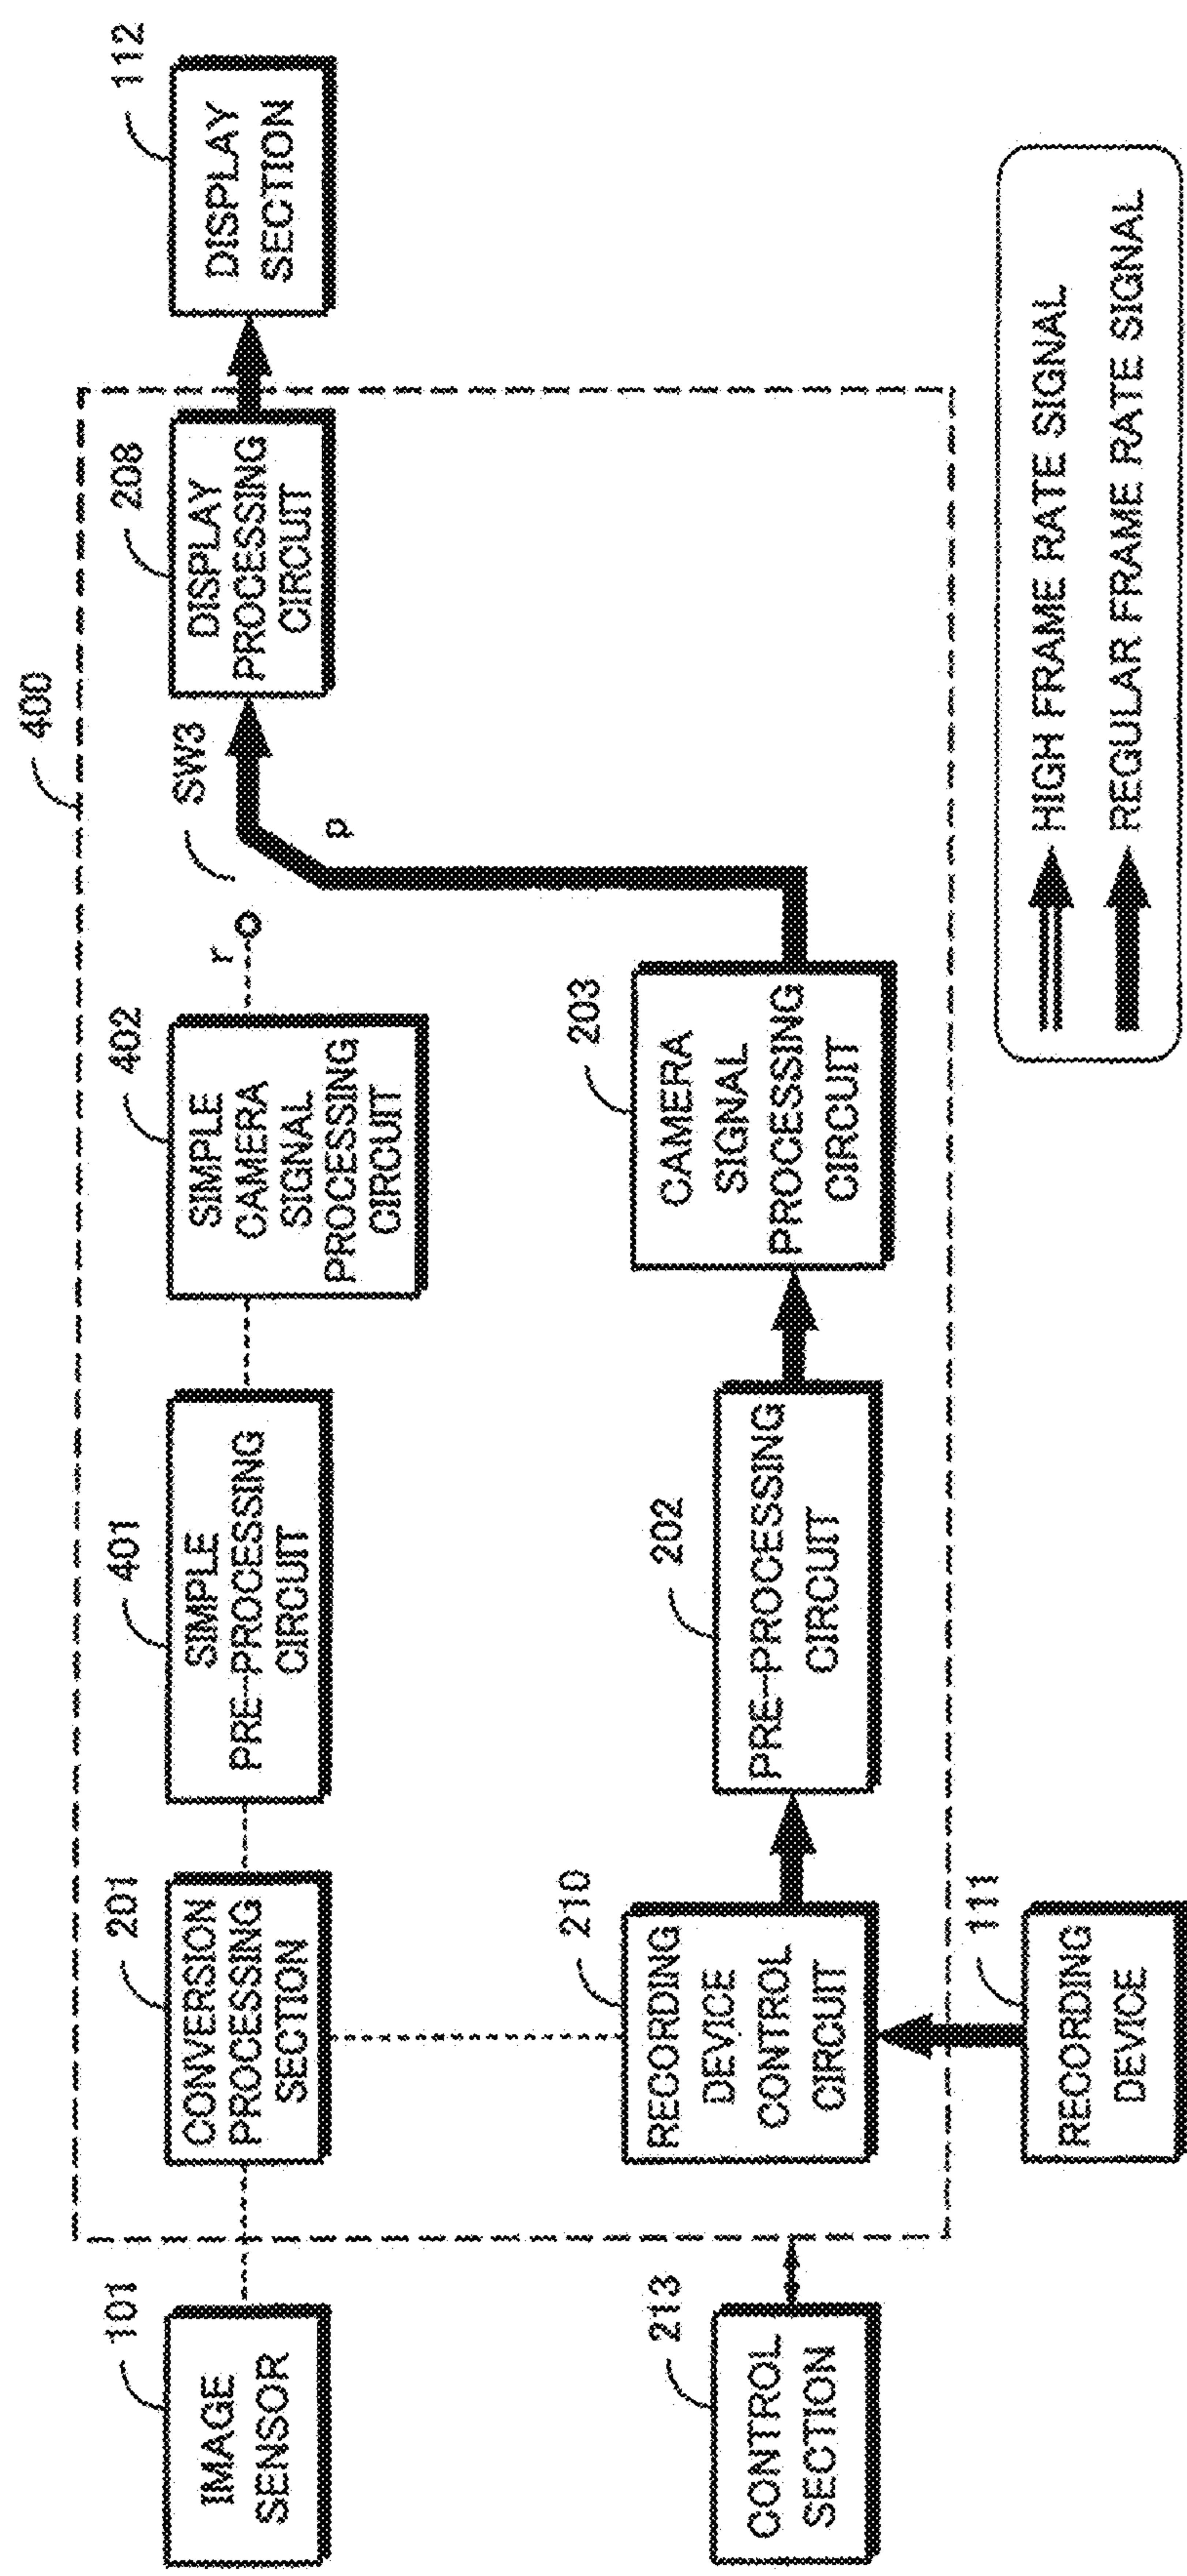 400
101
IMAGE
SENSOR
201
CONVERSION
PROCESSING
SECTION
401
SIMPLE
PRE-PROCESSING
CIRCUIT
402
SIMPLE
CAMERA
SIGNAL
PROCESSING
CIRCUIT
r
SW3
p
208
DISPLAY
PROCESSING
CIRCUIT
112
DISPLAY
SECTION
213
CONTROL
SECTION
210
RECORDING
DEVICE
CONTROL
CIRCUIT
202
PRE-PROCESSING
CIRCUIT
203
CAMERA
SIGNAL
PROCESSING
CIRCUIT
111
RECORDING
DEVICE
HIGH FRAME RATE SIGNAL
REGULAR FRAME RATE SIGNAL